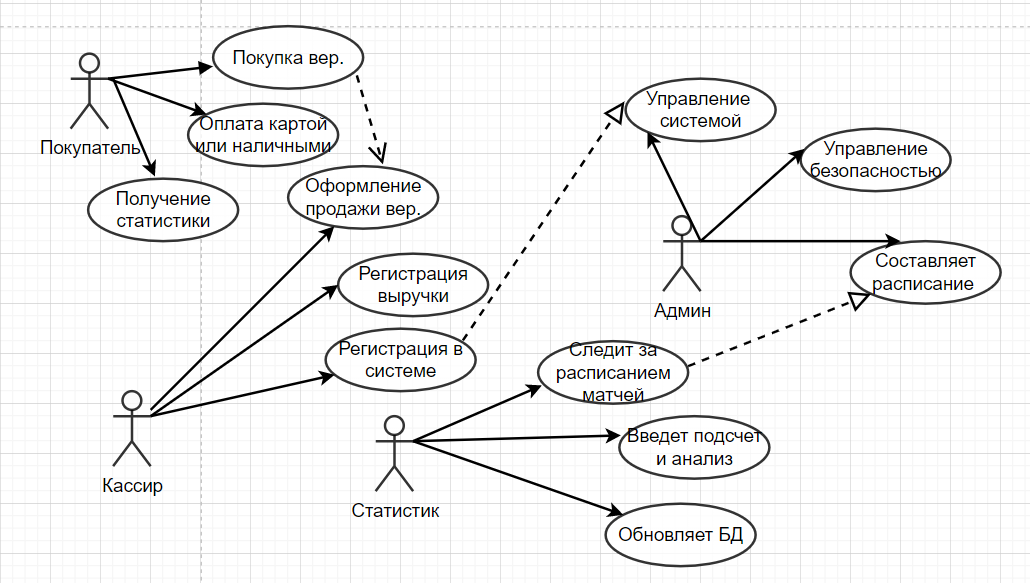 Покупка вер.
Покупатель
Оплата картой
или наличными
Получение
статистики
Оформление
продажи вер.
Регистрация
выручки
Регистрация в
системе
Кассир
Управление
системой
Управление
безопасностью
Админ
Составляет
расписание
Следит за
расписанием
матчей
Введет подсчет
и анализ
Статистик
Обновляет БД